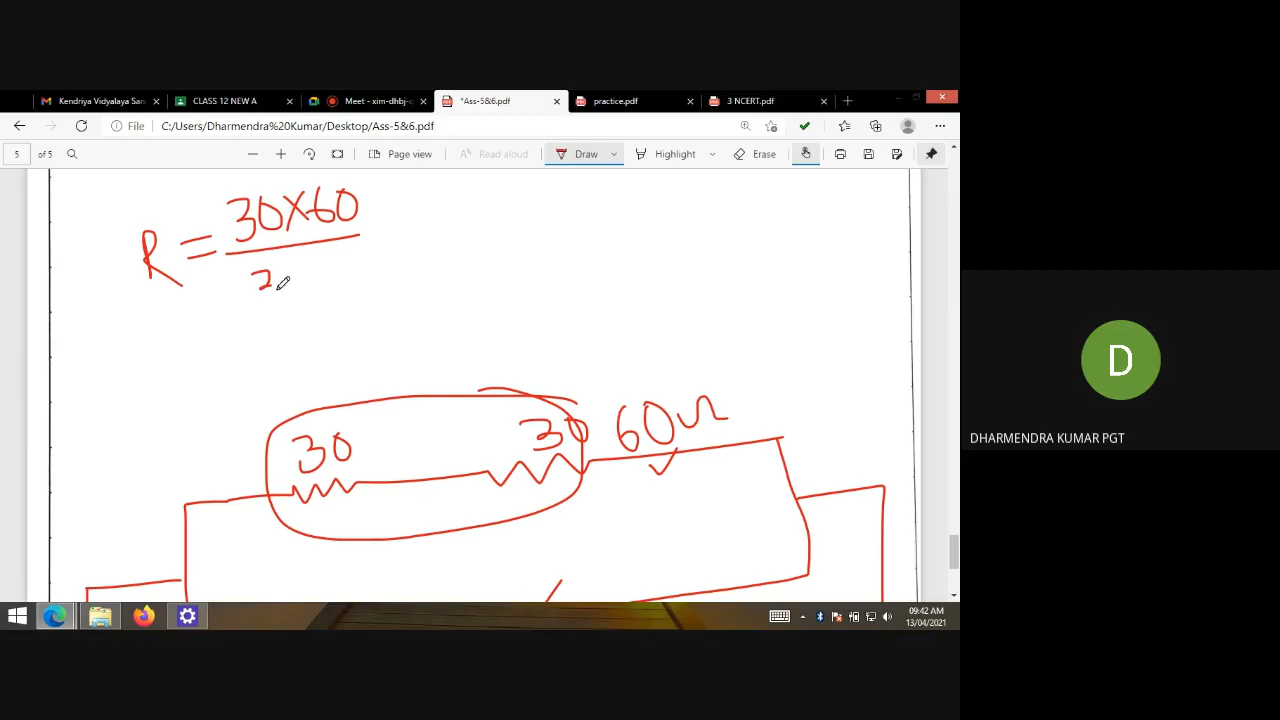 Kendriya Vidyalaya San
CLASS 12 NEW A
Meet - xim-dhbj-q
*Ass-5&6.pdf
practice.pdf
3 NCERT.pdf
File
C:/Users/Dharmendra%20Kumar/Desktop/Ass-5&6.pdf
5 of 5
Page view
Read aloud
Draw
Highlight
Erase
R = 30×60
30 30 60Ω
D
DHARMENDRA KUMAR PGT
09:42 AM
13/04/2021